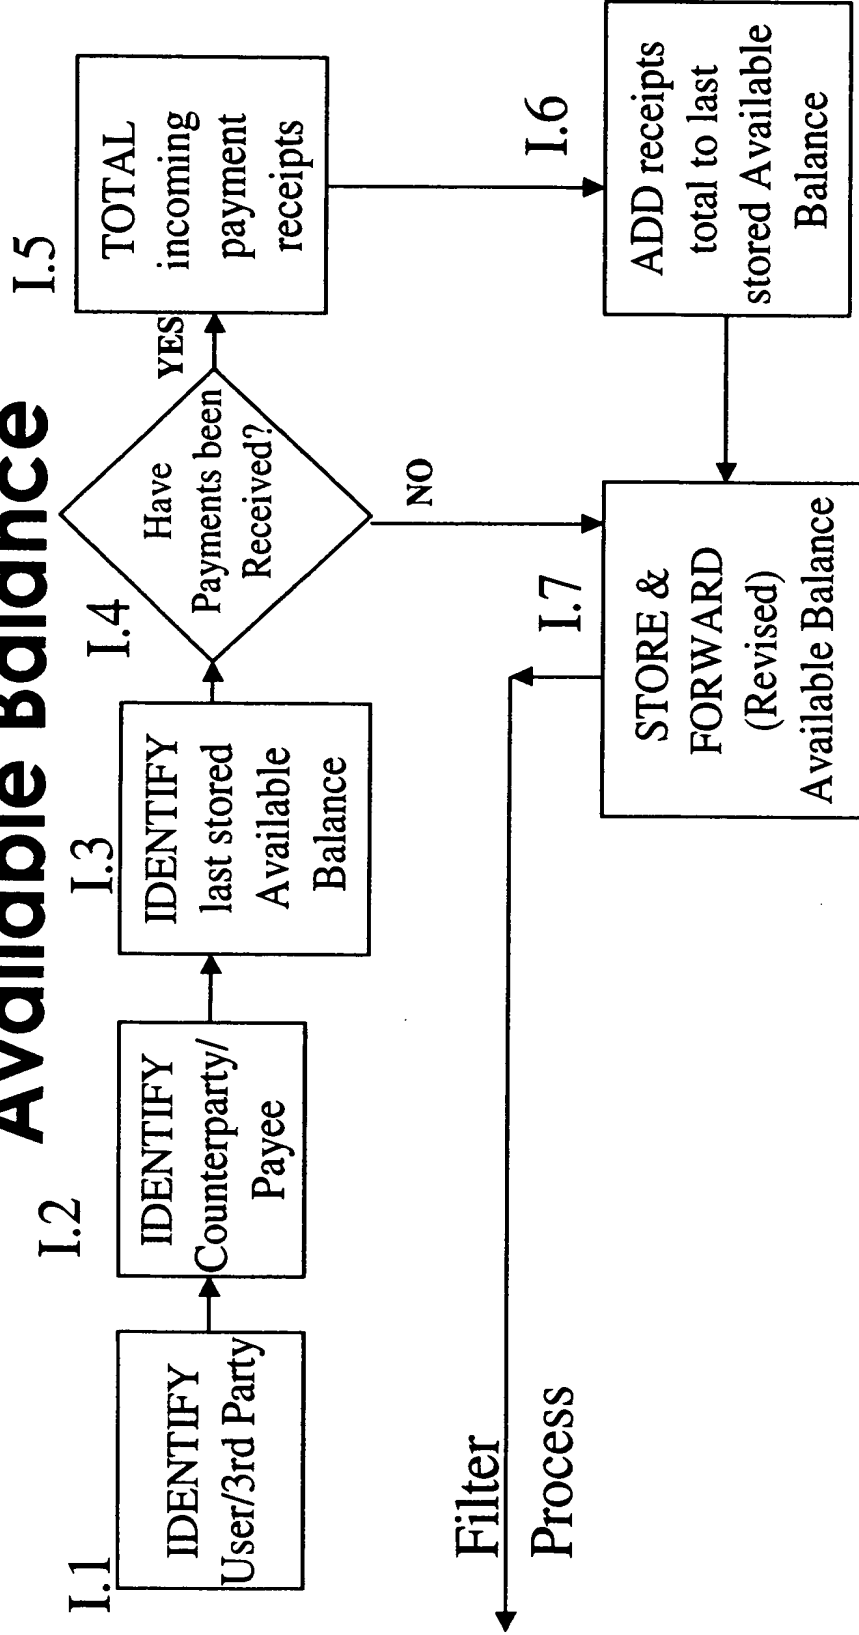 Available Balance
I.1
IDENTIFY
User/3rd Party
I.2
IDENTIFY
Counterparty/
Payee
I.3
IDENTIFY
last stored
Available
Balance
I.4
Have
Payments been
Received?
YES
NO
I.5
TOTAL
incoming
payment
receipts
I.6
ADD receipts
total to last
stored Available
Balance
I.7
STORE &
FORWARD
(Revised)
Available Balance
Filter
Process